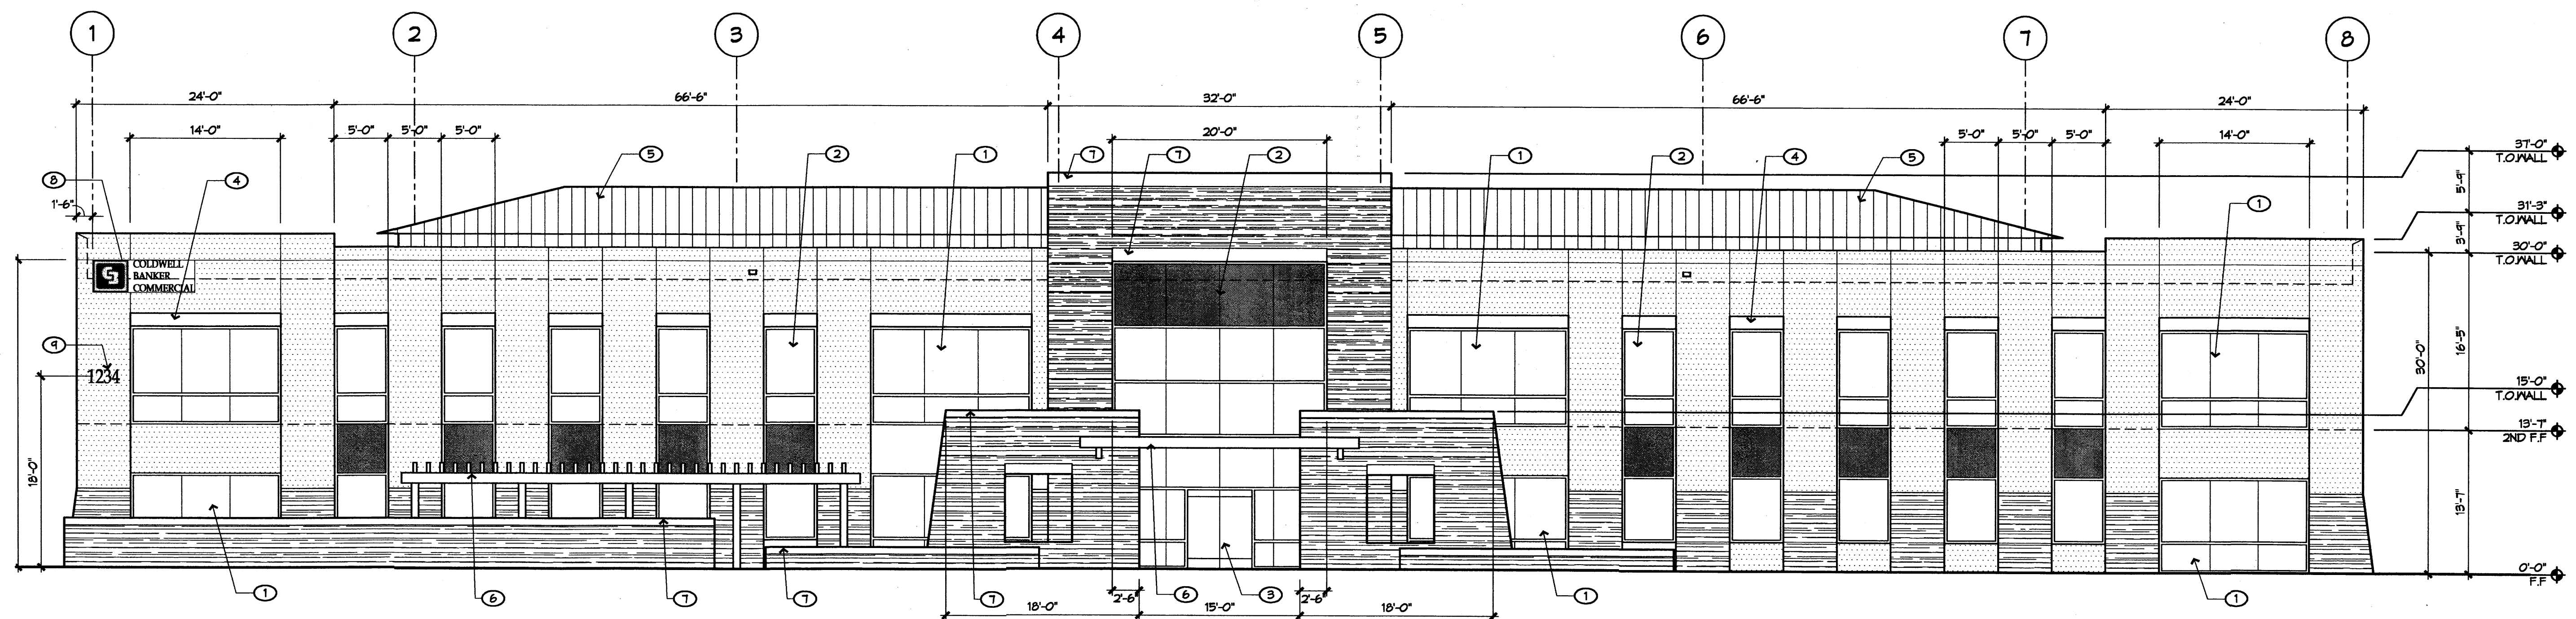 1 2 3 4 5 6 7 8
24'-0" 66'-6" 32'-0" 66'-6" 24'-0"
14'-0" 5'-0" 5'-0" 5'-0" 20'-0" 5'-0" 5'-0" 5'-0" 14'-0"
5 2 1 7 7 2 1 2 4 5
37'-0"
T.O.WALL
8 4
5'-9"
1'-6"
1
31'-3"
T.O.WALL
3'-9"
30'-0"
T.O.WALL
COLDWELL
BANKER
COMMERCIAL
9
1234
30'-0"
16'-5"
15'-0"
T.O.WALL
13'-7"
2ND F.F
18'-0"
13'-7"
0'-0"
F.F
1 6 7 7 7 6 3 1 1
2'-6" 2'-6"
18'-0" 15'-0" 18'-0"